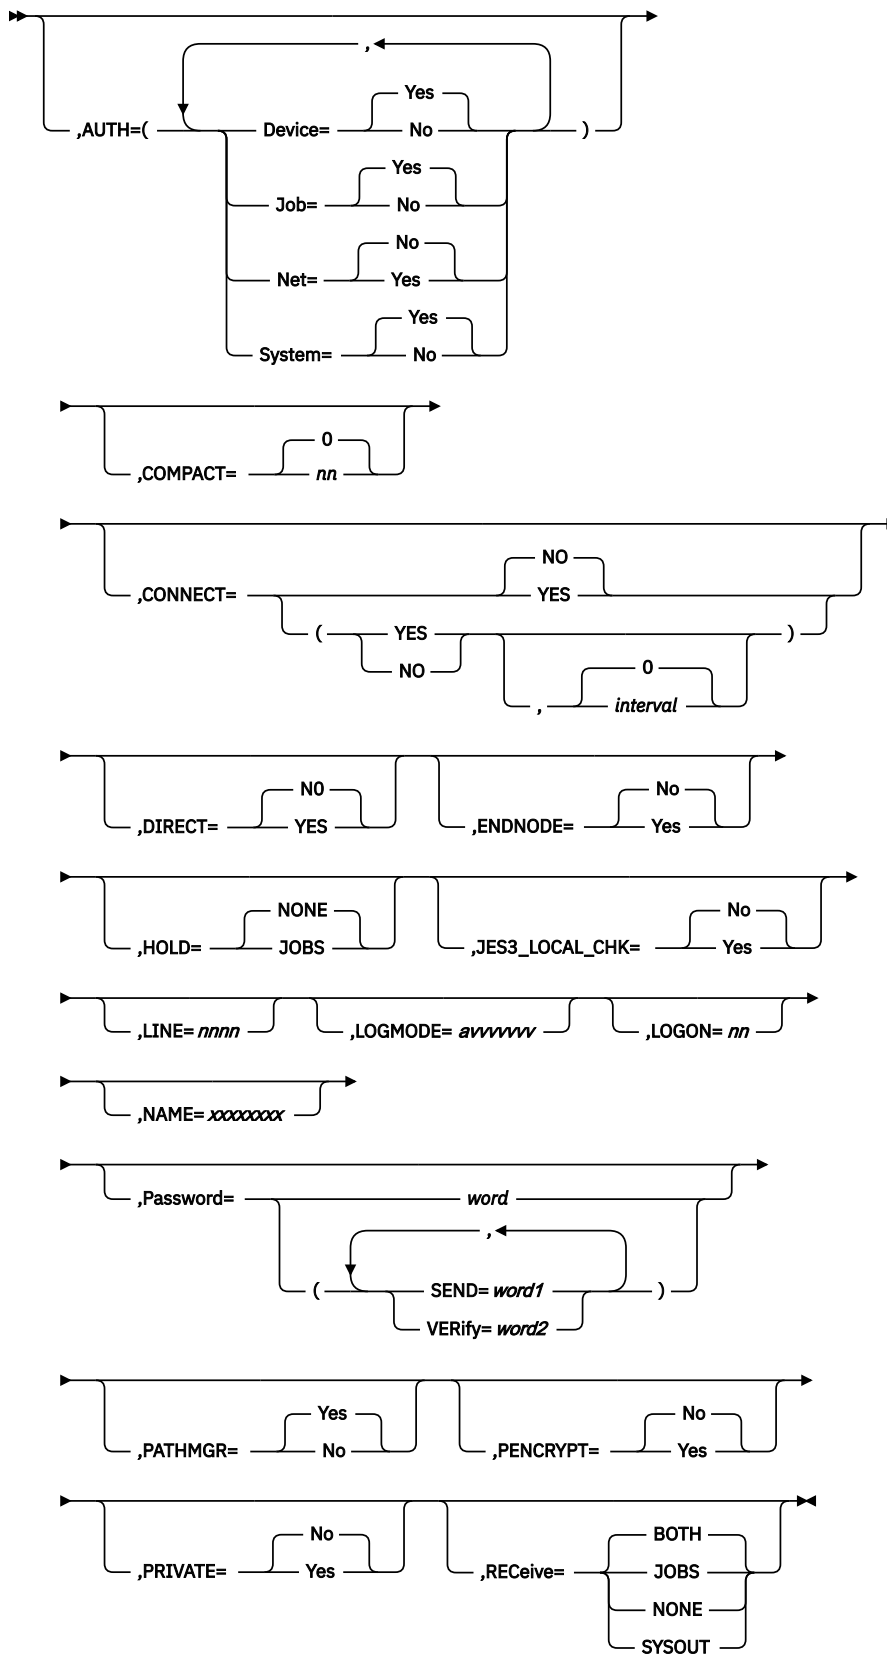 ,
Yes
,AUTH=( Device= No )
Yes
Job= No
No
Net= Yes
Yes
System= No
0
,COMPACT= nn
NO
,CONNECT= YES
( YES )
NO 0
, interval
N0 No
,DIRECT= YES ,ENDNODE= Yes
NONE No
,HOLD= JOBS ,JES3_LOCAL_CHK= Yes
,LINE= nnnn ,LOGMODE= avvvvvvv ,LOGON= nn
,NAME= xxxxxxxx
,Password= word
,
( SEND= word1 )
VERify= word2
Yes No
,PATHMGR= No ,PENCRYPT= Yes
No BOTH
,PRIVATE= Yes ,RECeive= JOBS
NONE
SYSOUT